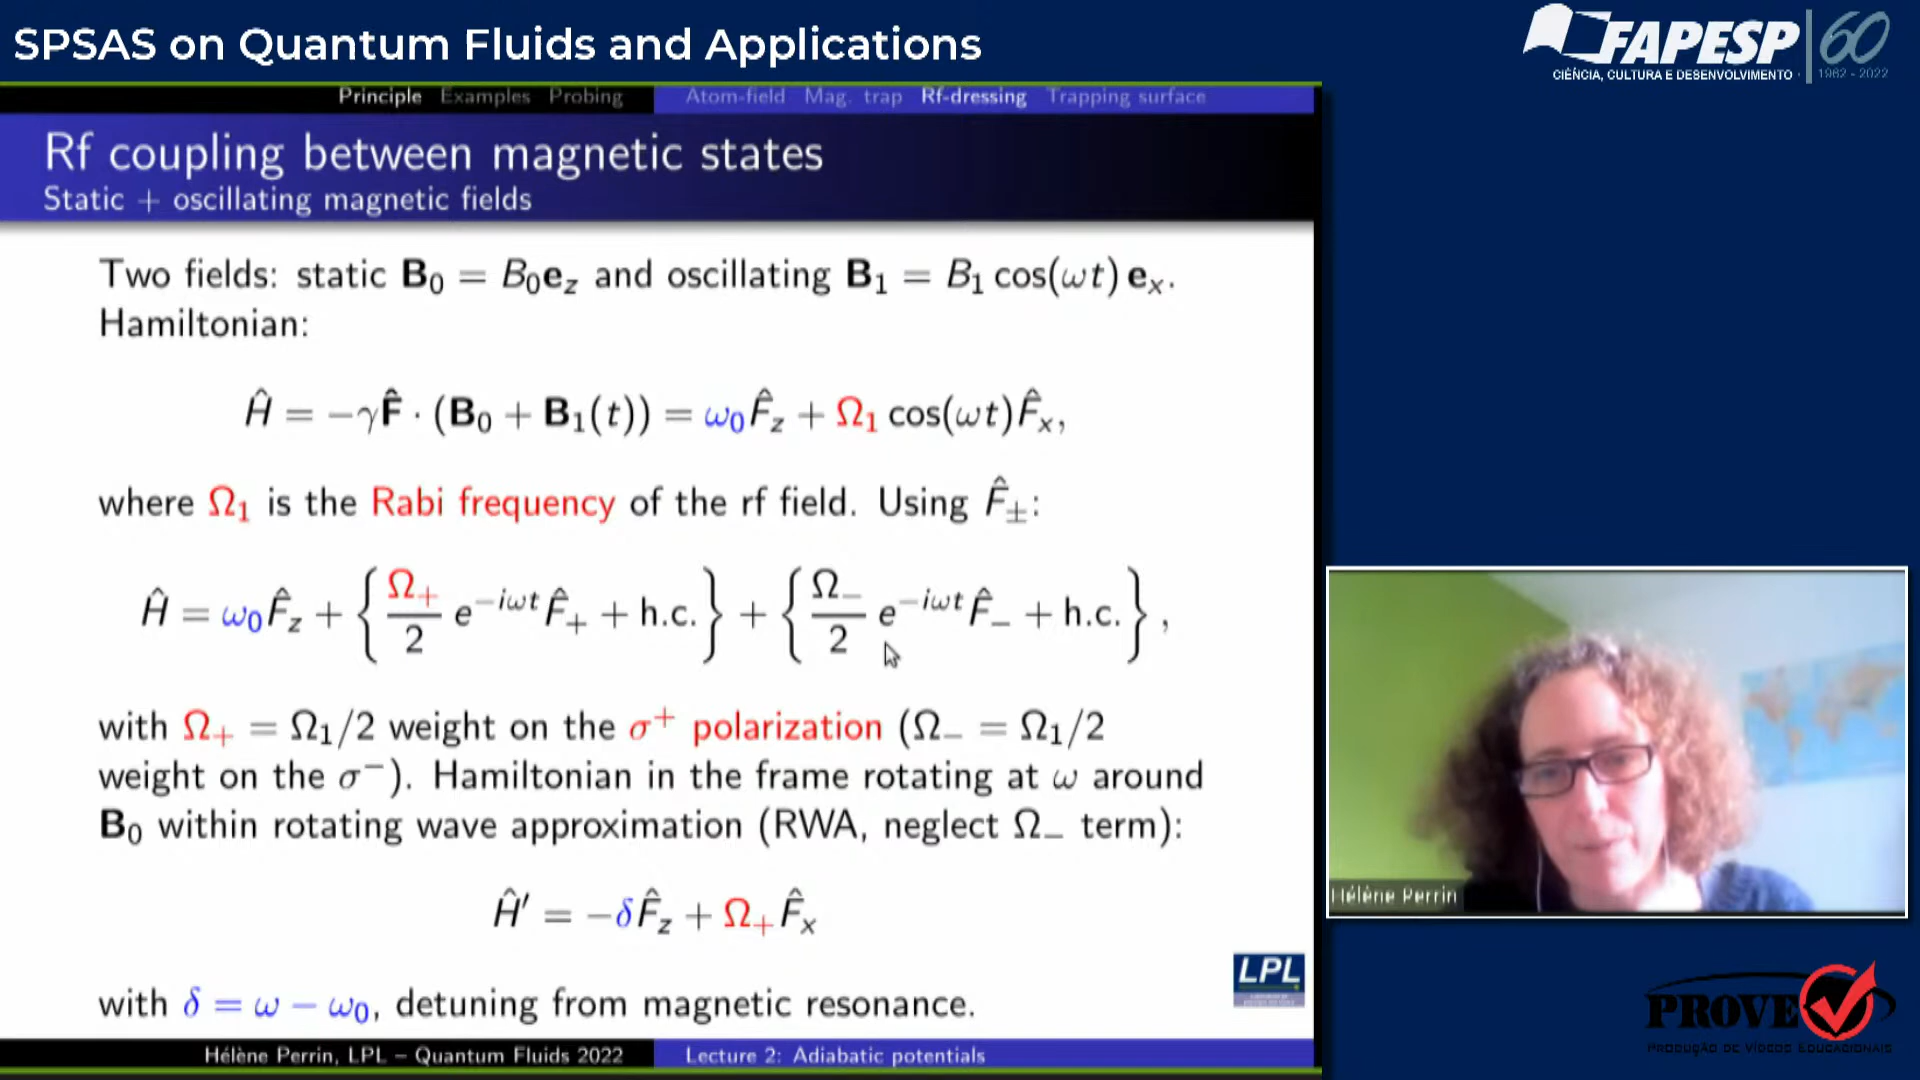 SPSAS on Quantum Fluids and Applications
FAPESP 60
CIÊNCIA, CULTURA E DESENVOLVIMENTO 1962 - 2022
Principle Examples Probing Atom-field Mag. trap Rf-dressing Trapping surface
Rf coupling between magnetic states
Static + oscillating magnetic fields
Two fields: static B₀ = B₀e_z and oscillating B₁ = B₁ cos(ωt) e_x.
Hamiltonian:
Ĥ = −γF̂ · (B₀ + B₁(t)) = ω₀F̂_z + Ω₁ cos(ωt)F̂_x,
where Ω₁ is the Rabi frequency of the rf field. Using F̂_±:
Ĥ = ω₀F̂_z + {Ω₊/2 e^{−iωt} F̂₊ + h.c.} + {Ω₋/2 e^{−iωt} F̂₋ + h.c.},
with Ω₊ = Ω₁/2 weight on the σ⁺ polarization (Ω₋ = Ω₁/2
weight on the σ⁻). Hamiltonian in the frame rotating at ω around
B₀ within rotating wave approximation (RWA, neglect Ω₋ term):
Ĥ′ = −δF̂_z + Ω₊F̂_x
with δ = ω − ω₀, detuning from magnetic resonance.
LPL
Hélène Perrin, LPL – Quantum Fluids 2022 Lecture 2: Adiabatic potentials
Hélène Perrin
PROVE
PRODUÇÃO DE VÍDEOS EDUCACIONAIS